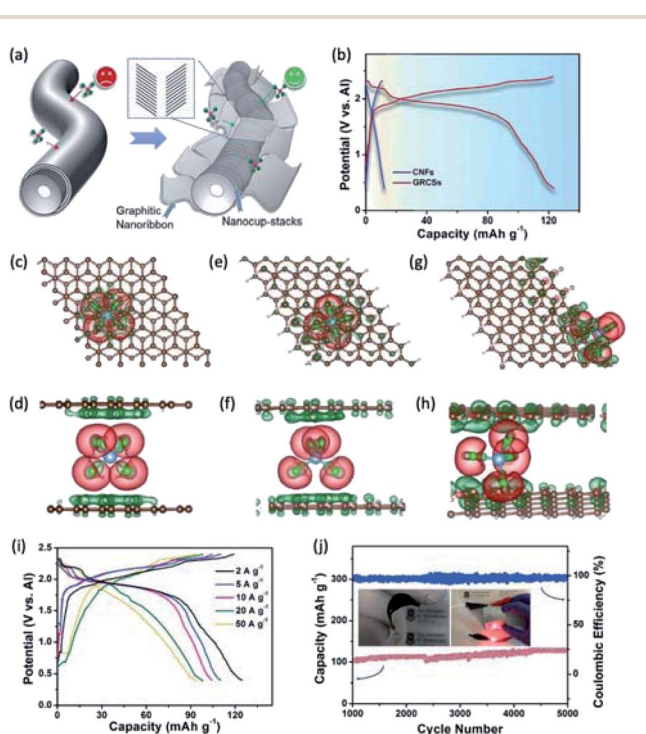 (a)
Graphitic
Nanoribbon
Nanocup-stacks
(b)
Potential (V vs. Al)
2
1
0
40
80
120
Capacity (mAh g⁻¹)
CNFs
GRCSs
(c)
(e)
(g)
(d)
(f)
(h)
(i)
Potential (V vs. Al)
2.5
2.0
1.5
1.0
0.5
0
30
60
90
120
Capacity (mAh g⁻¹)
2 A g⁻¹
5 A g⁻¹
10 A g⁻¹
20 A g⁻¹
50 A g⁻¹
(j)
Capacity (mAh g⁻¹)
300
200
100
0
1000
2000
3000
4000
5000
Cycle Number
100
50
25
0
Coulombic Efficiency (%)